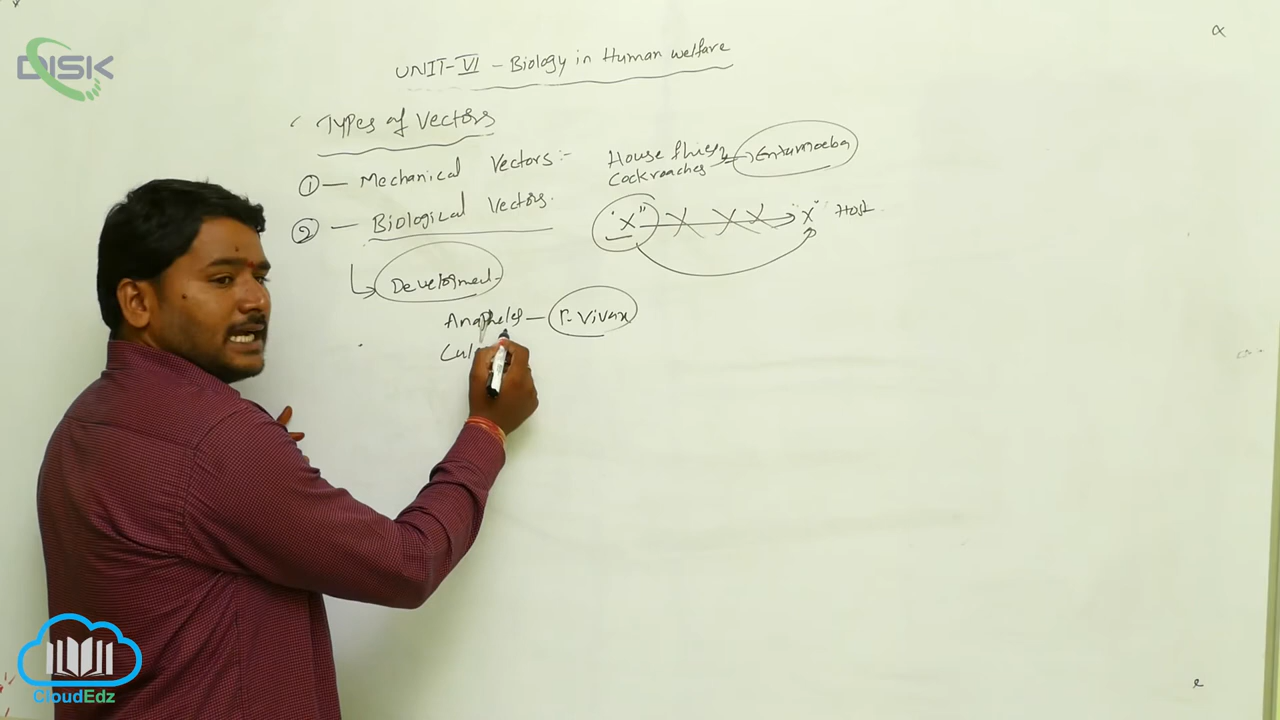 DISK
UNIT-VI - Biology in Human welfare
Types of Vectors
① — Mechanical Vectors:- House flies, Cockroaches → Entamoeba
② — Biological Vectors.
"X" X X X "X" Host
Development
Anopheles — P. Vivax
Cul
CloudEdz